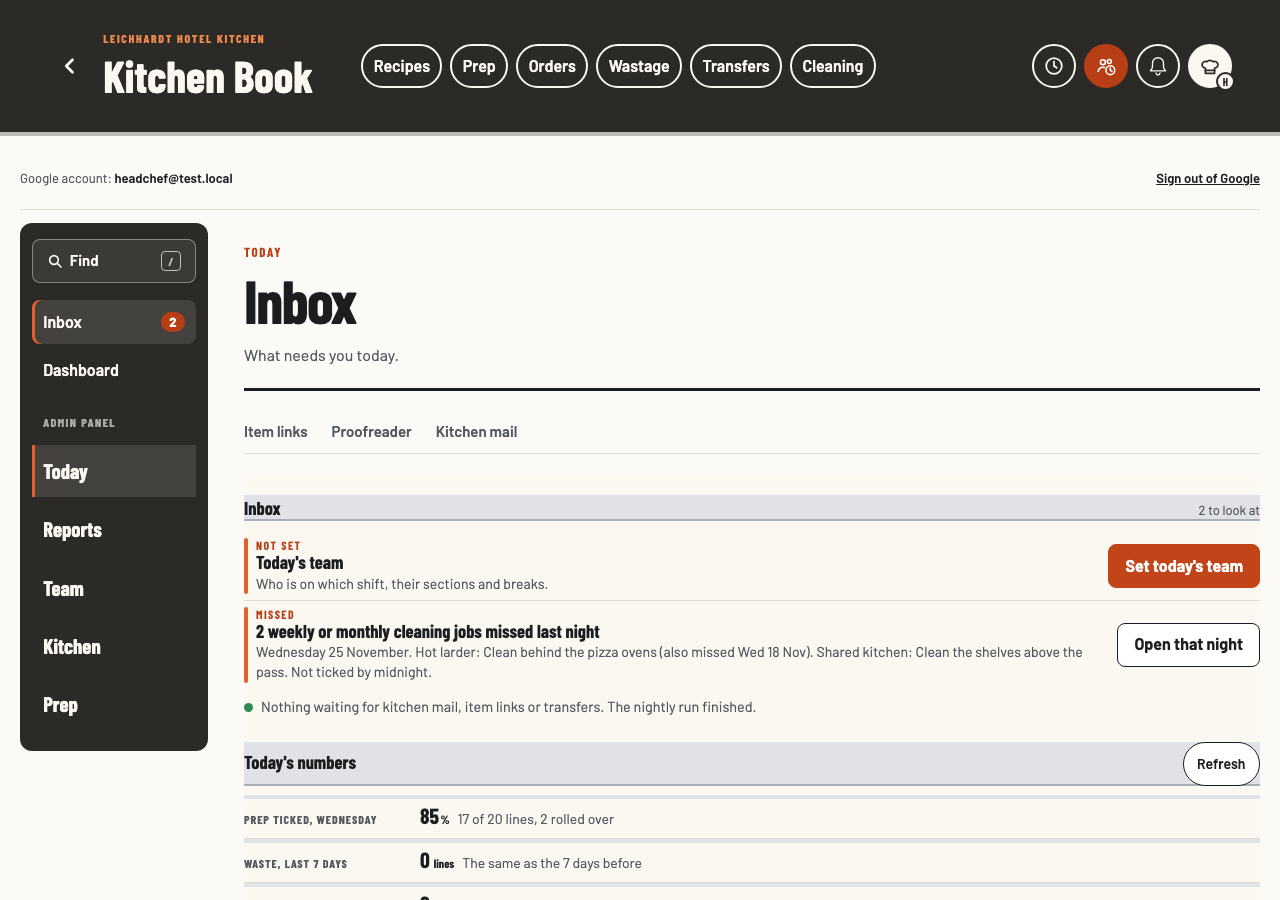 LEICHHARDT HOTEL KITCHEN
Kitchen Book
Recipes
Prep
Orders
Wastage
Transfers
Cleaning
H
Google account: headchef@test.local
Sign out of Google
Find
/
Inbox
2
Dashboard
ADMIN PANEL
Today
Reports
Team
Kitchen
Prep
TODAY
Inbox
What needs you today.
Item links
Proofreader
Kitchen mail
Inbox
2 to look at
NOT SET
Today's team
Who is on which shift, their sections and breaks.
Set today's team
MISSED
2 weekly or monthly cleaning jobs missed last night
Wednesday 25 November. Hot larder: Clean behind the pizza ovens (also missed Wed 18 Nov). Shared kitchen: Clean the shelves above the
pass. Not ticked by midnight.
Open that night
Nothing waiting for kitchen mail, item links or transfers. The nightly run finished.
Today's numbers
Refresh
PREP TICKED, WEDNESDAY
85%
17 of 20 lines, 2 rolled over
WASTE, LAST 7 DAYS
0 lines
The same as the 7 days before